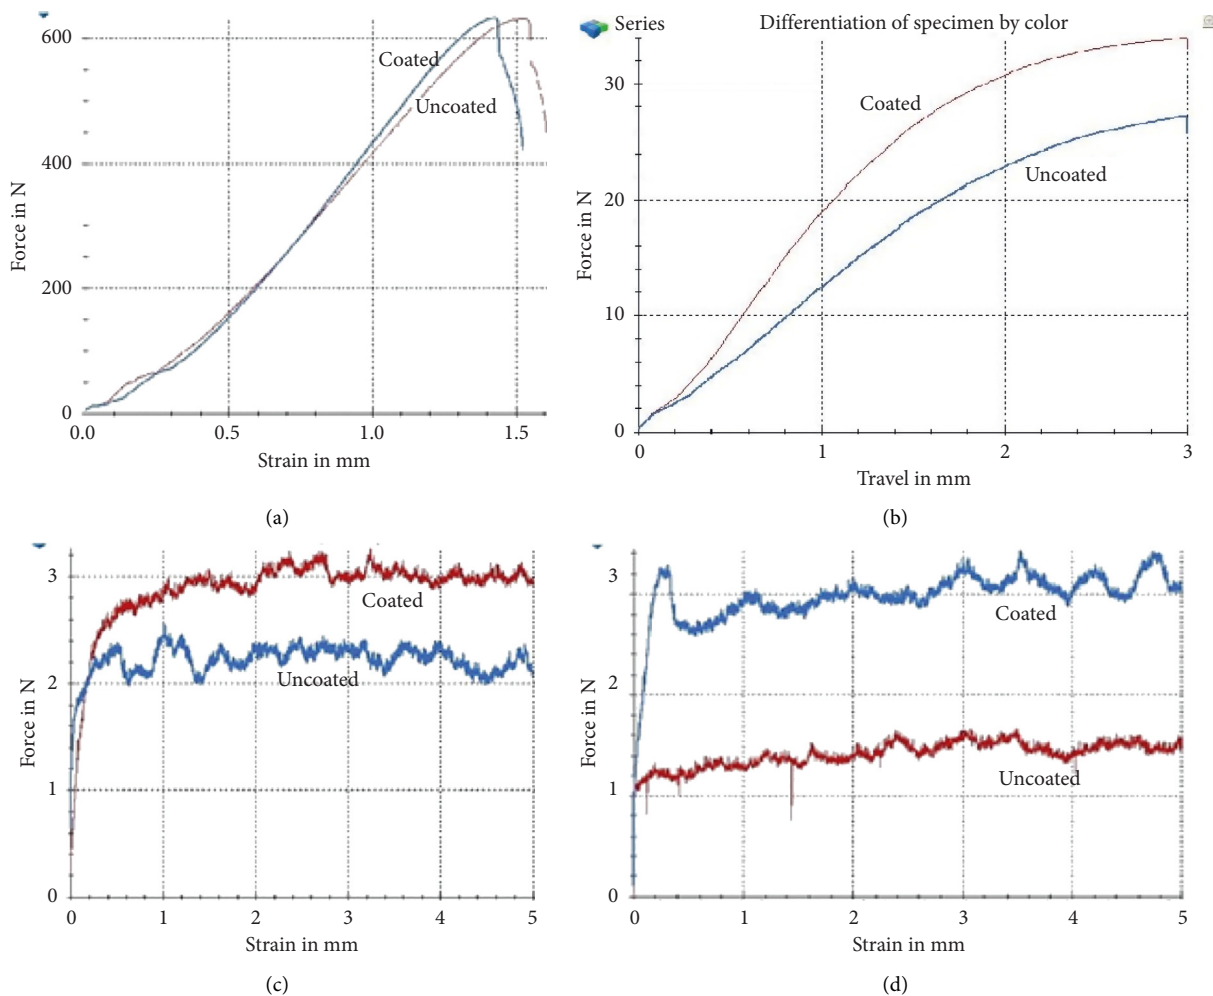 600
400
200
0
Force in N
Coated
Uncoated
0.0 0.5 1.0 1.5
Strain in mm
(a)
Series
Differentiation of specimen by color
30
20
10
0
Force in N
Coated
Uncoated
0 1 2 3
Travel in mm
(b)
3
2
1
0
Force in N
Coated
Uncoated
0 1 2 3 4 5
Strain in mm
(c)
3
2
1
0
Force in N
Coated
Uncoated
0 1 2 3 4 5
Strain in mm
(d)